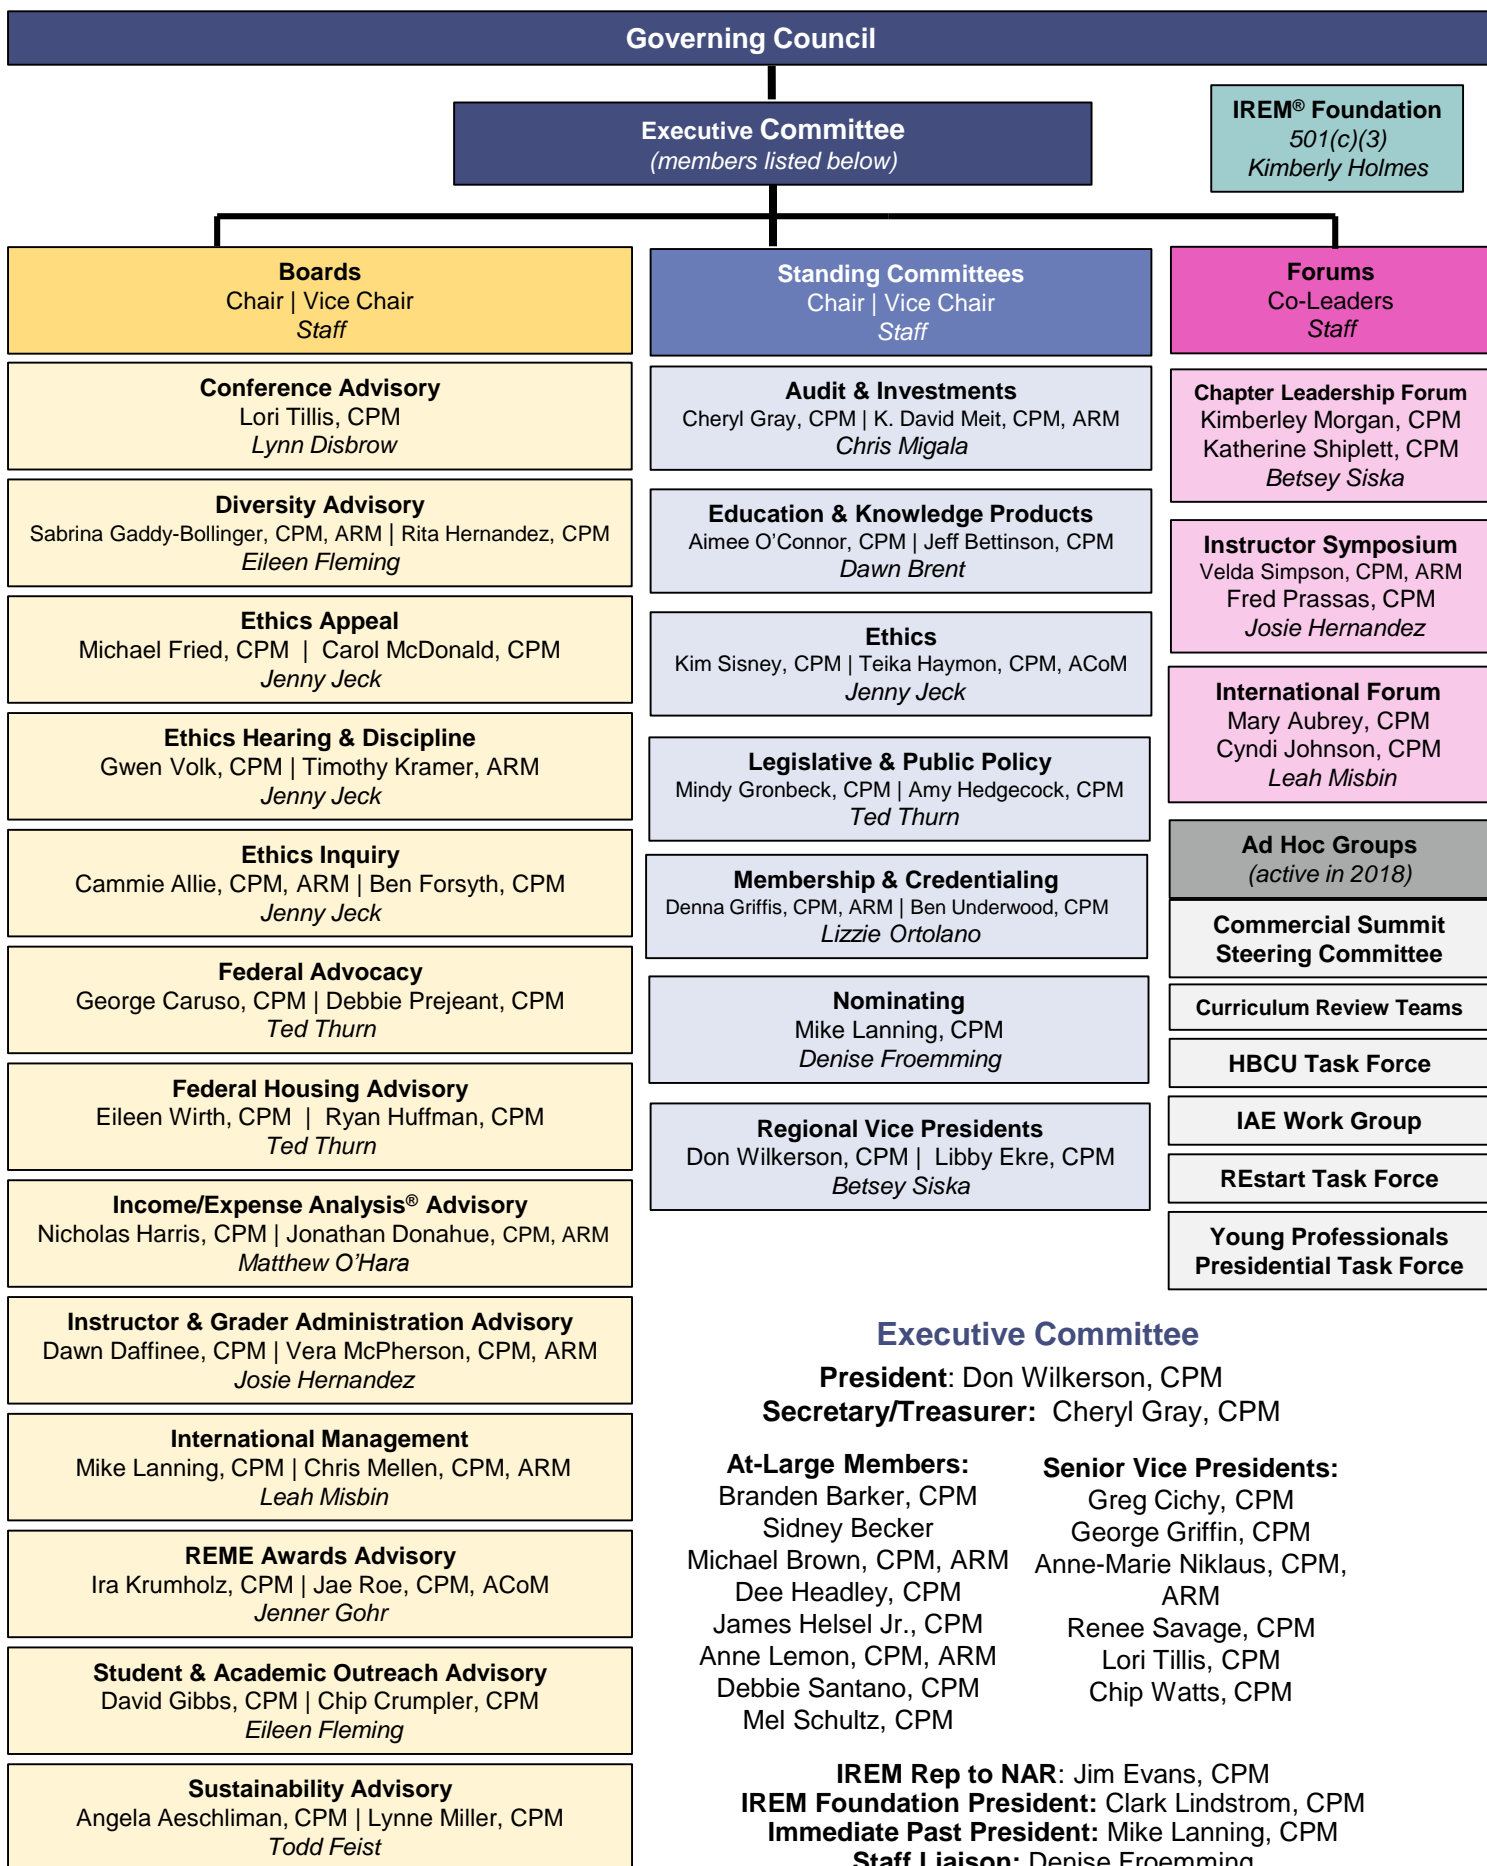 Governing Council
Executive Committee
(members listed below)
IREM® Foundation
501(c)(3)
Kimberly Holmes
Boards
Chair | Vice Chair
Staff
Conference Advisory
Lori Tillis, CPM
Lynn Disbrow
Diversity Advisory
Sabrina Gaddy-Bollinger, CPM, ARM | Rita Hernandez, CPM
Eileen Fleming
Ethics Appeal
Michael Fried, CPM | Carol McDonald, CPM
Jenny Jeck
Ethics Hearing & Discipline
Gwen Volk, CPM | Timothy Kramer, ARM
Jenny Jeck
Ethics Inquiry
Cammie Allie, CPM, ARM | Ben Forsyth, CPM
Jenny Jeck
Federal Advocacy
George Caruso, CPM | Debbie Prejeant, CPM
Ted Thurn
Federal Housing Advisory
Eileen Wirth, CPM | Ryan Huffman, CPM
Ted Thurn
Income/Expense Analysis® Advisory
Nicholas Harris, CPM | Jonathan Donahue, CPM, ARM
Matthew O’Hara
Instructor & Grader Administration Advisory
Dawn Daffinee, CPM | Vera McPherson, CPM, ARM
Josie Hernandez
International Management
Mike Lanning, CPM | Chris Mellen, CPM, ARM
Leah Misbin
REME Awards Advisory
Ira Krumholz, CPM | Jae Roe, CPM, ACoM
Jenner Gohr
Student & Academic Outreach Advisory
David Gibbs, CPM | Chip Crumpler, CPM
Eileen Fleming
Sustainability Advisory
Angela Aeschliman, CPM | Lynne Miller, CPM
Todd Feist
Standing Committees
Chair | Vice Chair
Staff
Audit & Investments
Cheryl Gray, CPM | K. David Meit, CPM, ARM
Chris Migala
Education & Knowledge Products
Aimee O’Connor, CPM | Jeff Bettinson, CPM
Dawn Brent
Ethics
Kim Sisney, CPM | Teika Haymon, CPM, ACoM
Jenny Jeck
Legislative & Public Policy
Mindy Gronbeck, CPM | Amy Hedgecock, CPM
Ted Thurn
Membership & Credentialing
Denna Griffis, CPM, ARM | Ben Underwood, CPM
Lizzie Ortolano
Nominating
Mike Lanning, CPM
Denise Froemming
Regional Vice Presidents
Don Wilkerson, CPM | Libby Ekre, CPM
Betsey Siska
Forums
Co-Leaders
Staff
Chapter Leadership Forum
Kimberley Morgan, CPM
Katherine Shiplett, CPM
Betsey Siska
Instructor Symposium
Velda Simpson, CPM, ARM
Fred Prassas, CPM
Josie Hernandez
International Forum
Mary Aubrey, CPM
Cyndi Johnson, CPM
Leah Misbin
Ad Hoc Groups
(active in 2018)
Commercial Summit
Steering Committee
Curriculum Review Teams
HBCU Task Force
IAE Work Group
REstart Task Force
Young Professionals
Presidential Task Force
Executive Committee
President: Don Wilkerson, CPM
Secretary/Treasurer: Cheryl Gray, CPM
At-Large Members:
Branden Barker, CPM
Sidney Becker
Michael Brown, CPM, ARM
Dee Headley, CPM
James Helsel Jr., CPM
Anne Lemon, CPM, ARM
Debbie Santano, CPM
Mel Schultz, CPM
Senior Vice Presidents:
Greg Cichy, CPM
George Griffin, CPM
Anne-Marie Niklaus, CPM,
ARM
Renee Savage, CPM
Lori Tillis, CPM
Chip Watts, CPM
IREM Rep to NAR: Jim Evans, CPM
IREM Foundation President: Clark Lindstrom, CPM
Immediate Past President: Mike Lanning, CPM
Staff Liaison: Denise Froemming